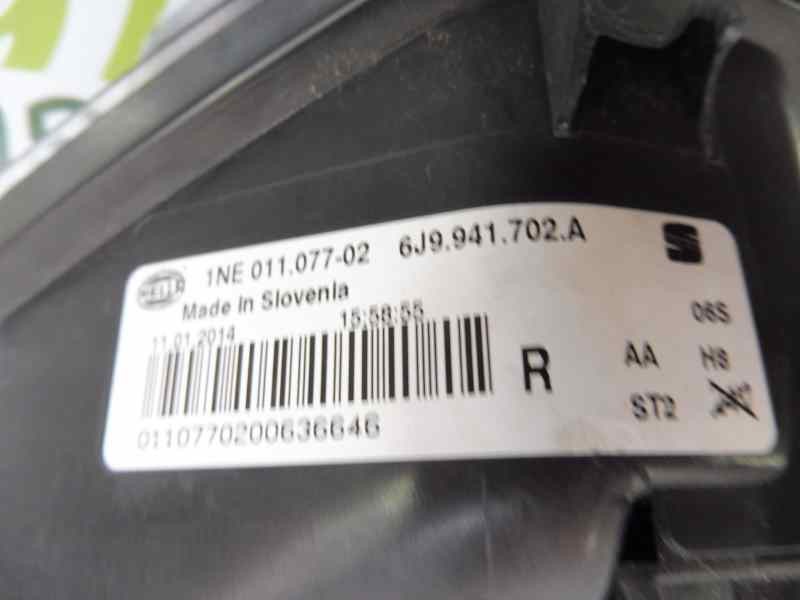 HELLA 1NE 011.077-02 6J9.941.702.A S
Made in Slovenia
11.01.2014 15:58:55 06S
R AA H8
ST2
0110770200636646